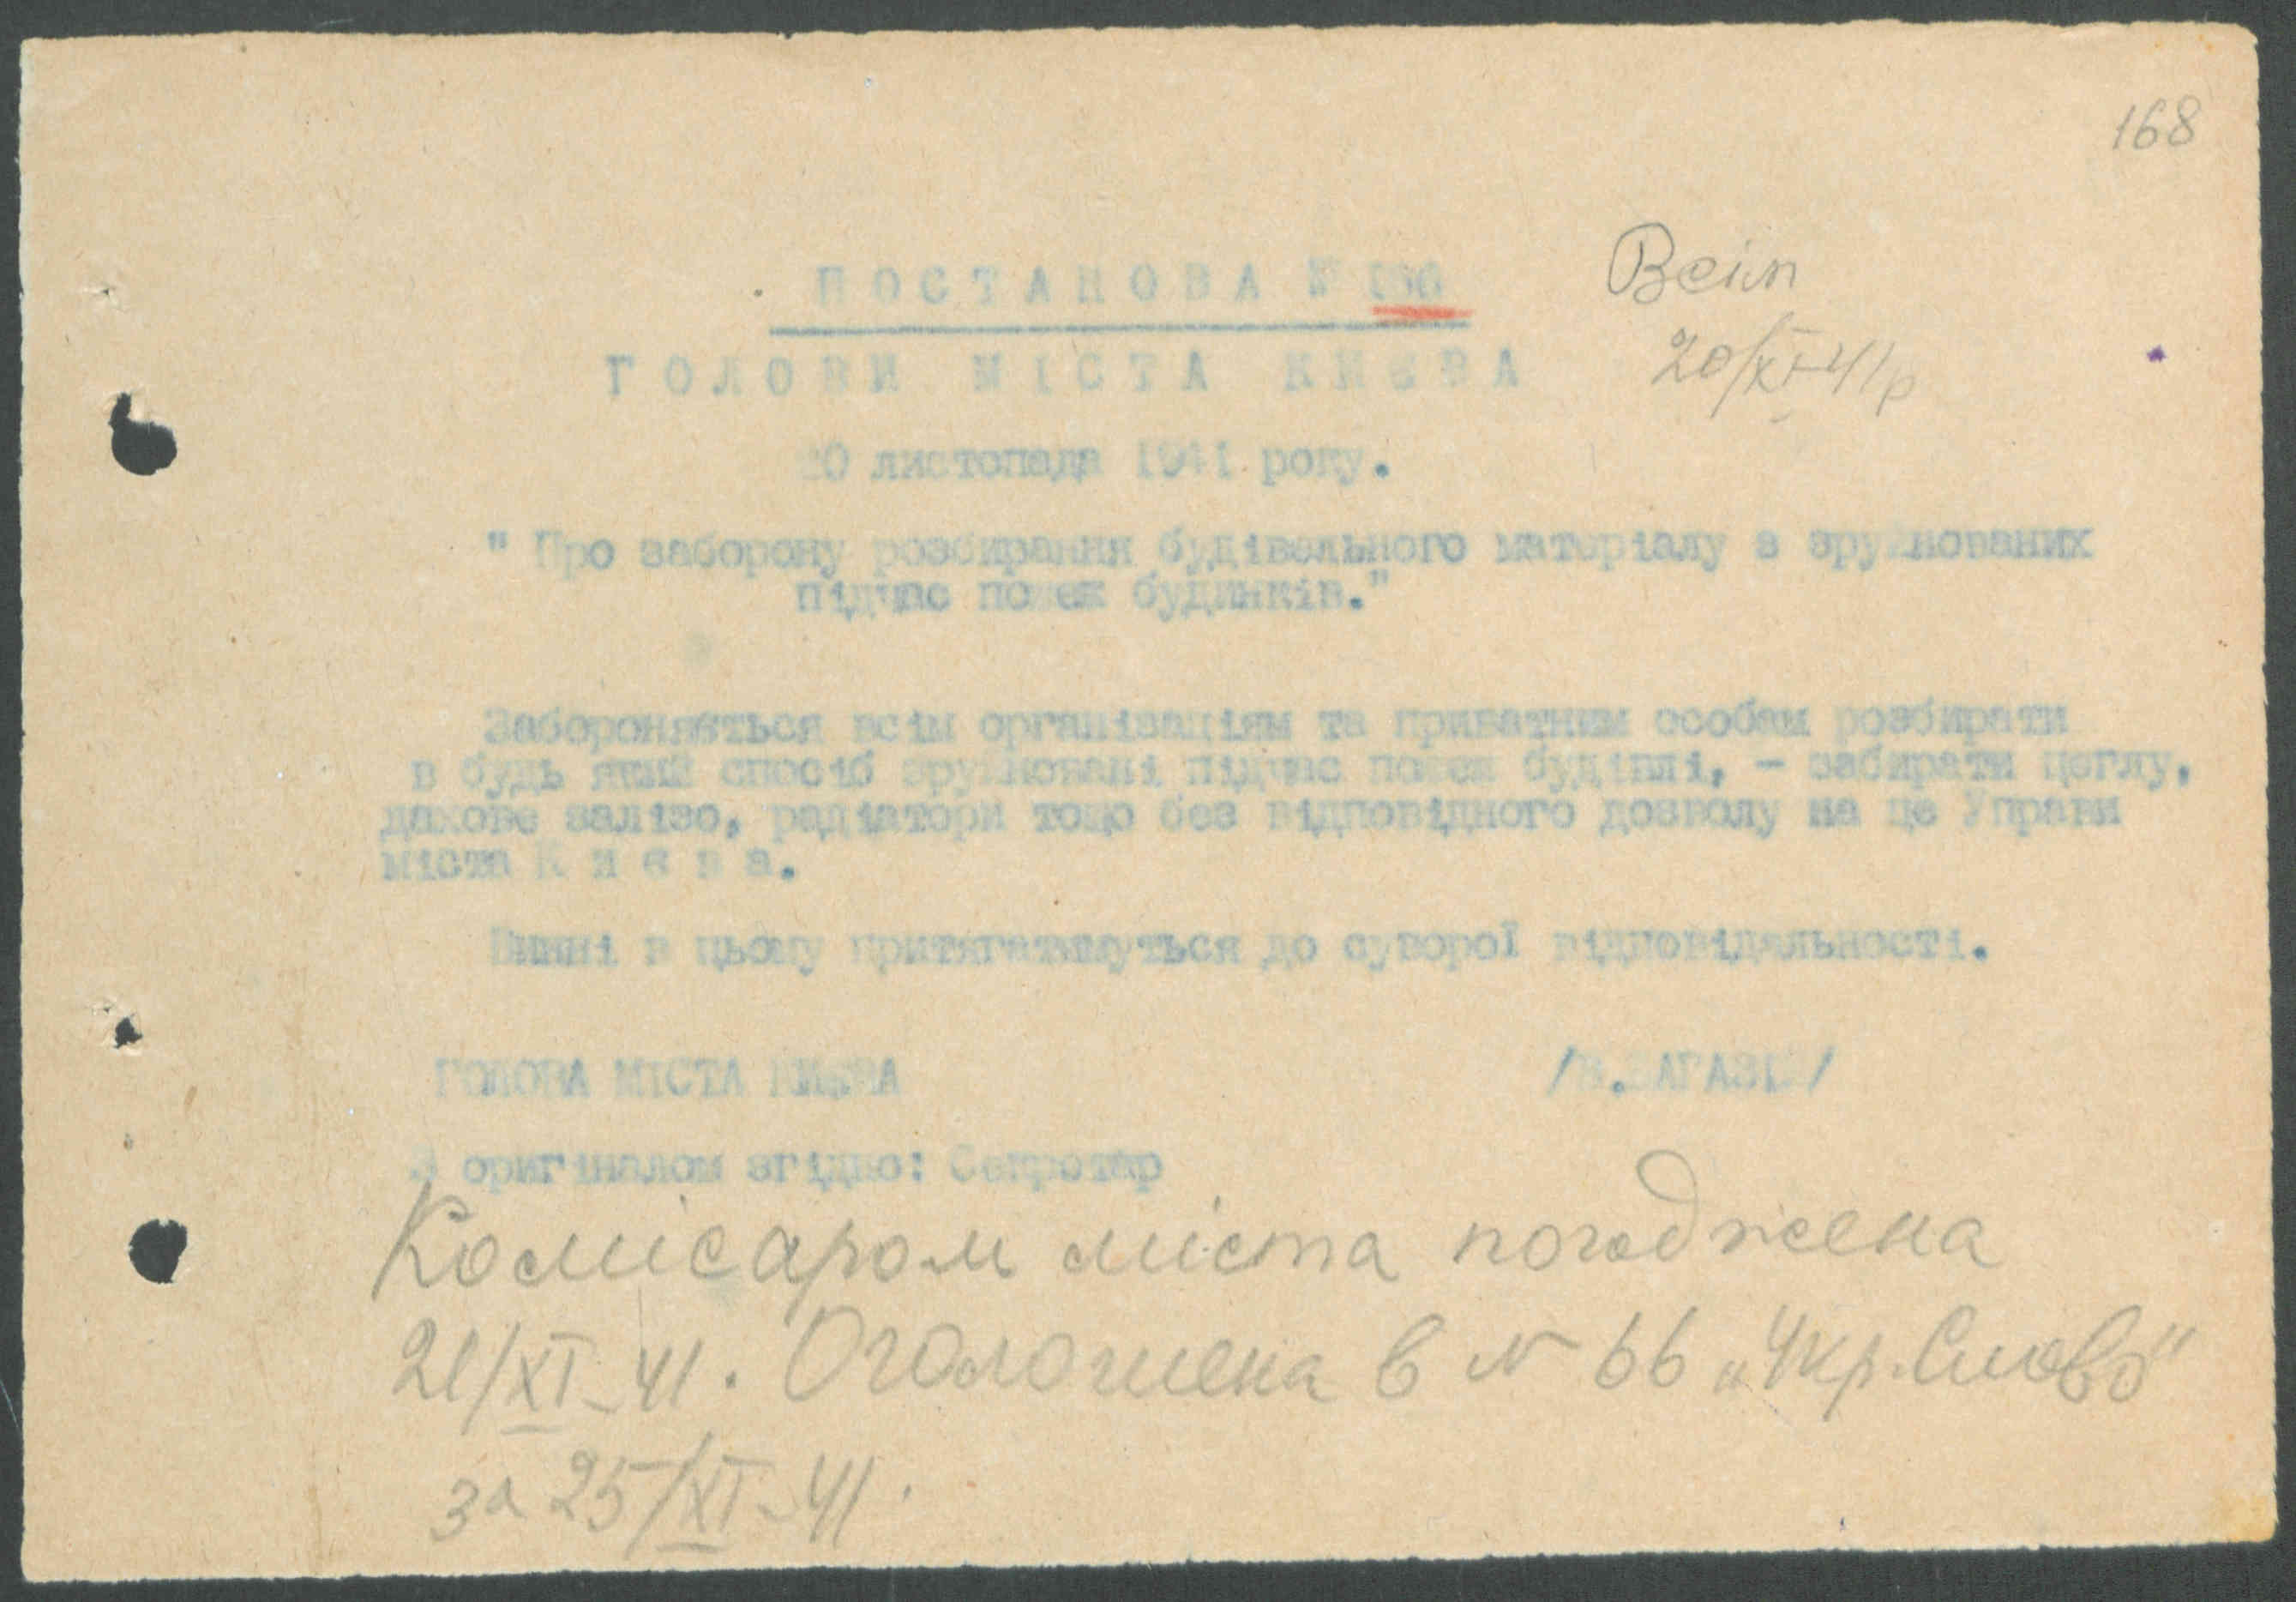 168
ПОСТАНОВА №
Всім
20/XI-41р
ГОЛОВИ МІСТА КИЄВА
20 листопада 1941 року.
" Про заборону розбирання будівельного матеріалу з зруйнованих
підчас пожеж будинків."
Забороняється всім організаціям та приватним особам розбирати
в будь який спосіб зруйновані підчас пожеж будівлі, - забирати цеглу,
дахове залізо, радіатори тощо без відповідного дозволу на це Управи
міста К и є в а.
Винні в цьому притягатимуться до суворої відповідальності.
ГОЛОВА МІСТА КИЄВА /В.БАГАЗІЙ/
З оригіналом згідно: Секретар
Комісаром міста погоджена
21/XI-41. Оголошена в № 66 „Укр. Слово"
за 25/XI-41.